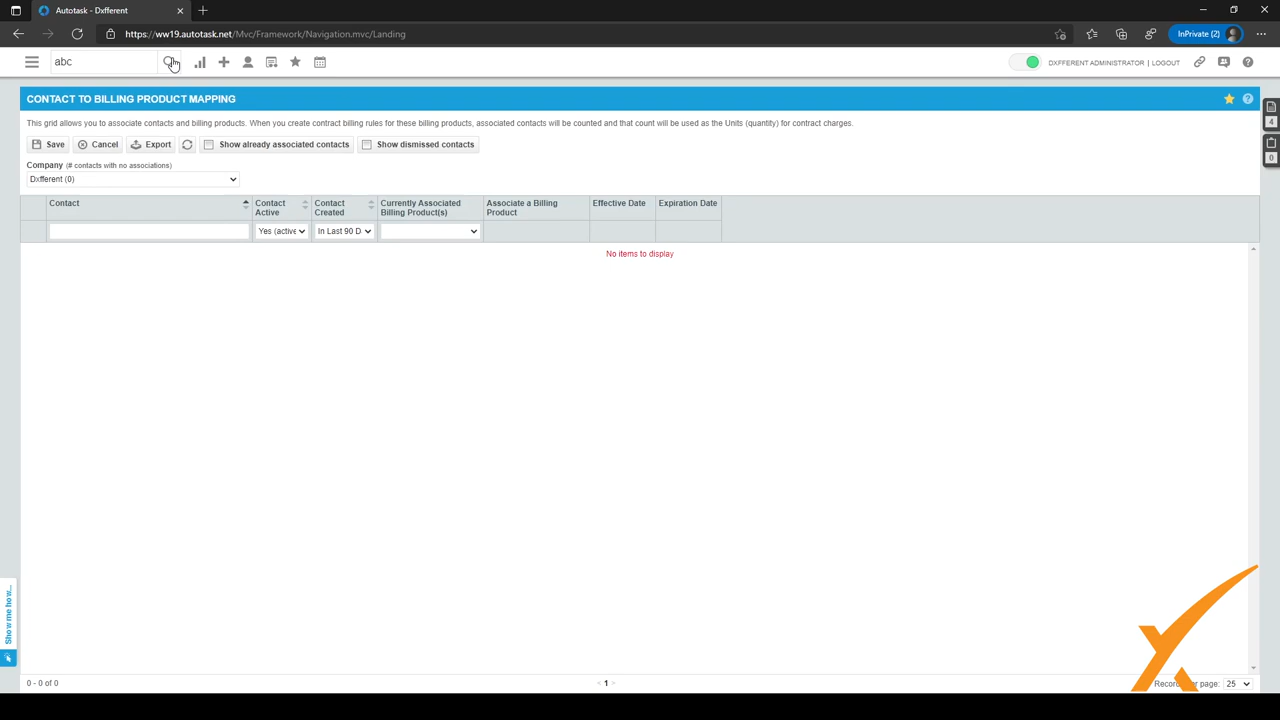 Autotask - Dxfferent
https://ww19.autotask.net/Mvc/Framework/Navigation.mvc/Landing
InPrivate (2)
abc
DXFFERENT ADMINISTRATOR | LOGOUT
CONTACT TO BILLING PRODUCT MAPPING
This grid allows you to associate contacts and billing products. When you create contract billing rules for these billing products, associated contacts will be counted and that count will be used as the Units (quantity) for contract charges.
4
Save Cancel Export Show already associated contacts Show dismissed contacts
0
Company (# contacts with no associations)
Dxfferent (0)
Contact
Contact Active
Contact Created
Currently Associated Billing Product(s)
Associate a Billing Product
Effective Date
Expiration Date
Yes (active
In Last 90 D
No items to display
Show me how...
0 - 0 of 0
< 1 >
25